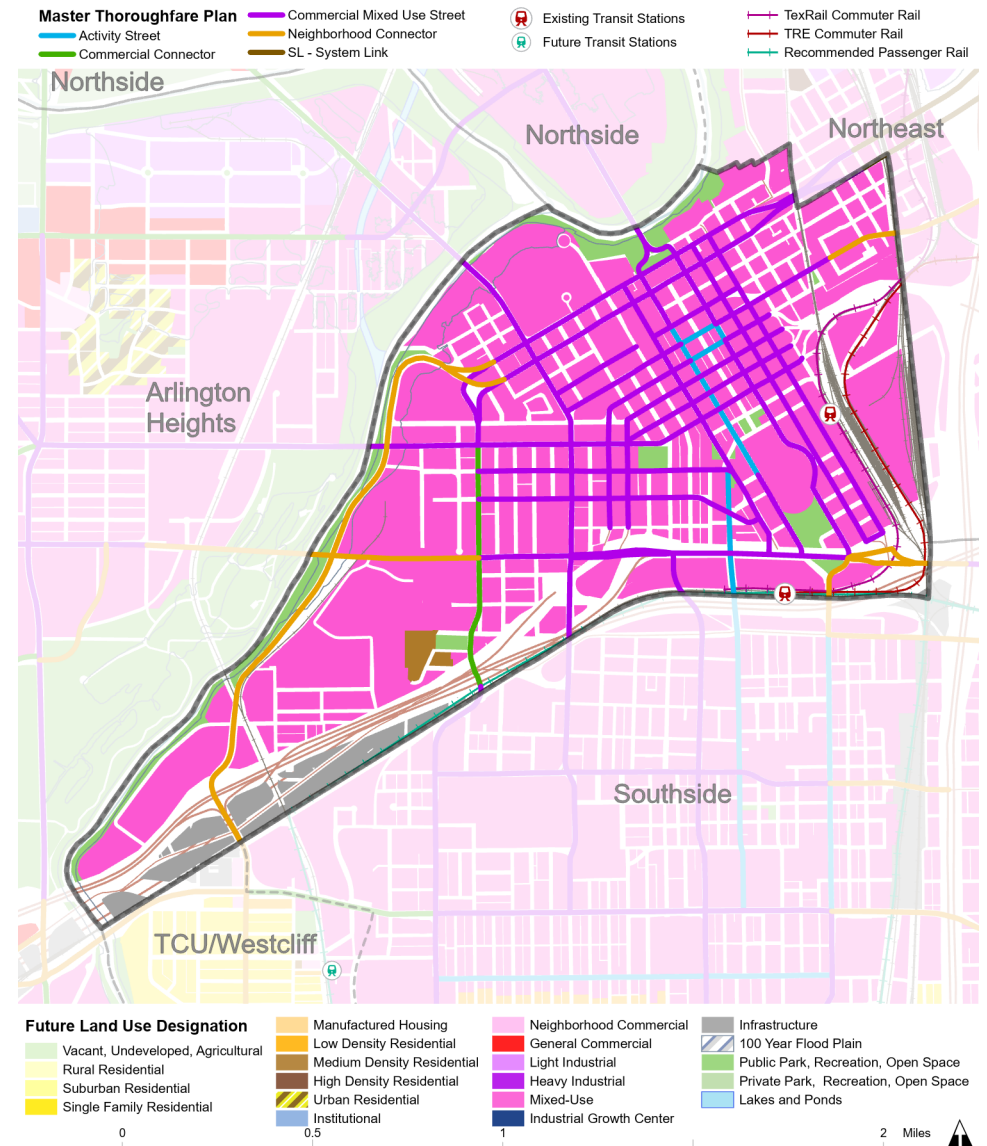 Master Thoroughfare Plan
Activity Street
Commercial Connector
Commercial Mixed Use Street
Neighborhood Connector
SL - System Link
Existing Transit Stations
Future Transit Stations
TexRail Commuter Rail
TRE Commuter Rail
Recommended Passenger Rail
Northside
Northside
Northeast
Arlington
Heights
Southside
TCU/Westcliff
Future Land Use Designation
Vacant, Undeveloped, Agricultural
Rural Residential
Suburban Residential
Single Family Residential
Manufactured Housing
Low Density Residential
Medium Density Residential
High Density Residential
Urban Residential
Institutional
Neighborhood Commercial
General Commercial
Light Industrial
Heavy Industrial
Mixed-Use
Industrial Growth Center
Infrastructure
100 Year Flood Plain
Public Park, Recreation, Open Space
Private Park, Recreation, Open Space
Lakes and Ponds
0 0.5 1 2 Miles